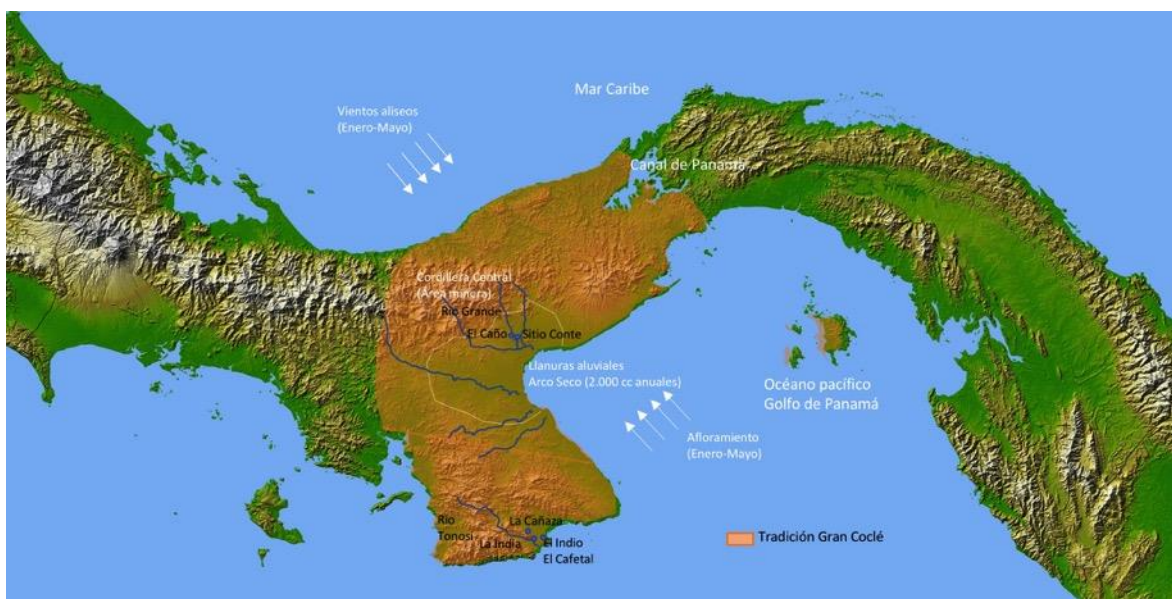 Mar Caribe
Vientos aliseos
(Enero-Mayo)
Canal de Panamá
Cordillera Central
(Área minera)
Río Grande
El Caño
Sitio Conte
Llanuras aluviales
Arco Seco (2.000 cc anuales)
Océano pacífico
Golfo de Panamá
Afloramiento
(Enero-Mayo)
Río
Tonosí
La Cañaza
La India
El Indio
El Cafetal
Tradición Gran Coclé